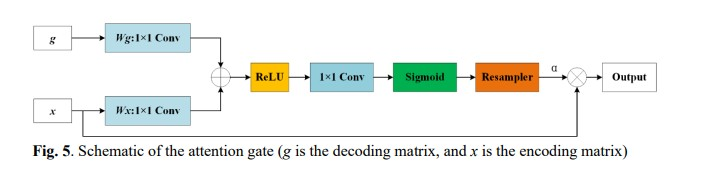 g
Wg:1×1 Conv
ReLU
1×1 Conv
Sigmoid
Resampler
α
Output
x
Wx:1×1 Conv
Fig. 5. Schematic of the attention gate (g is the decoding matrix, and x is the encoding matrix)